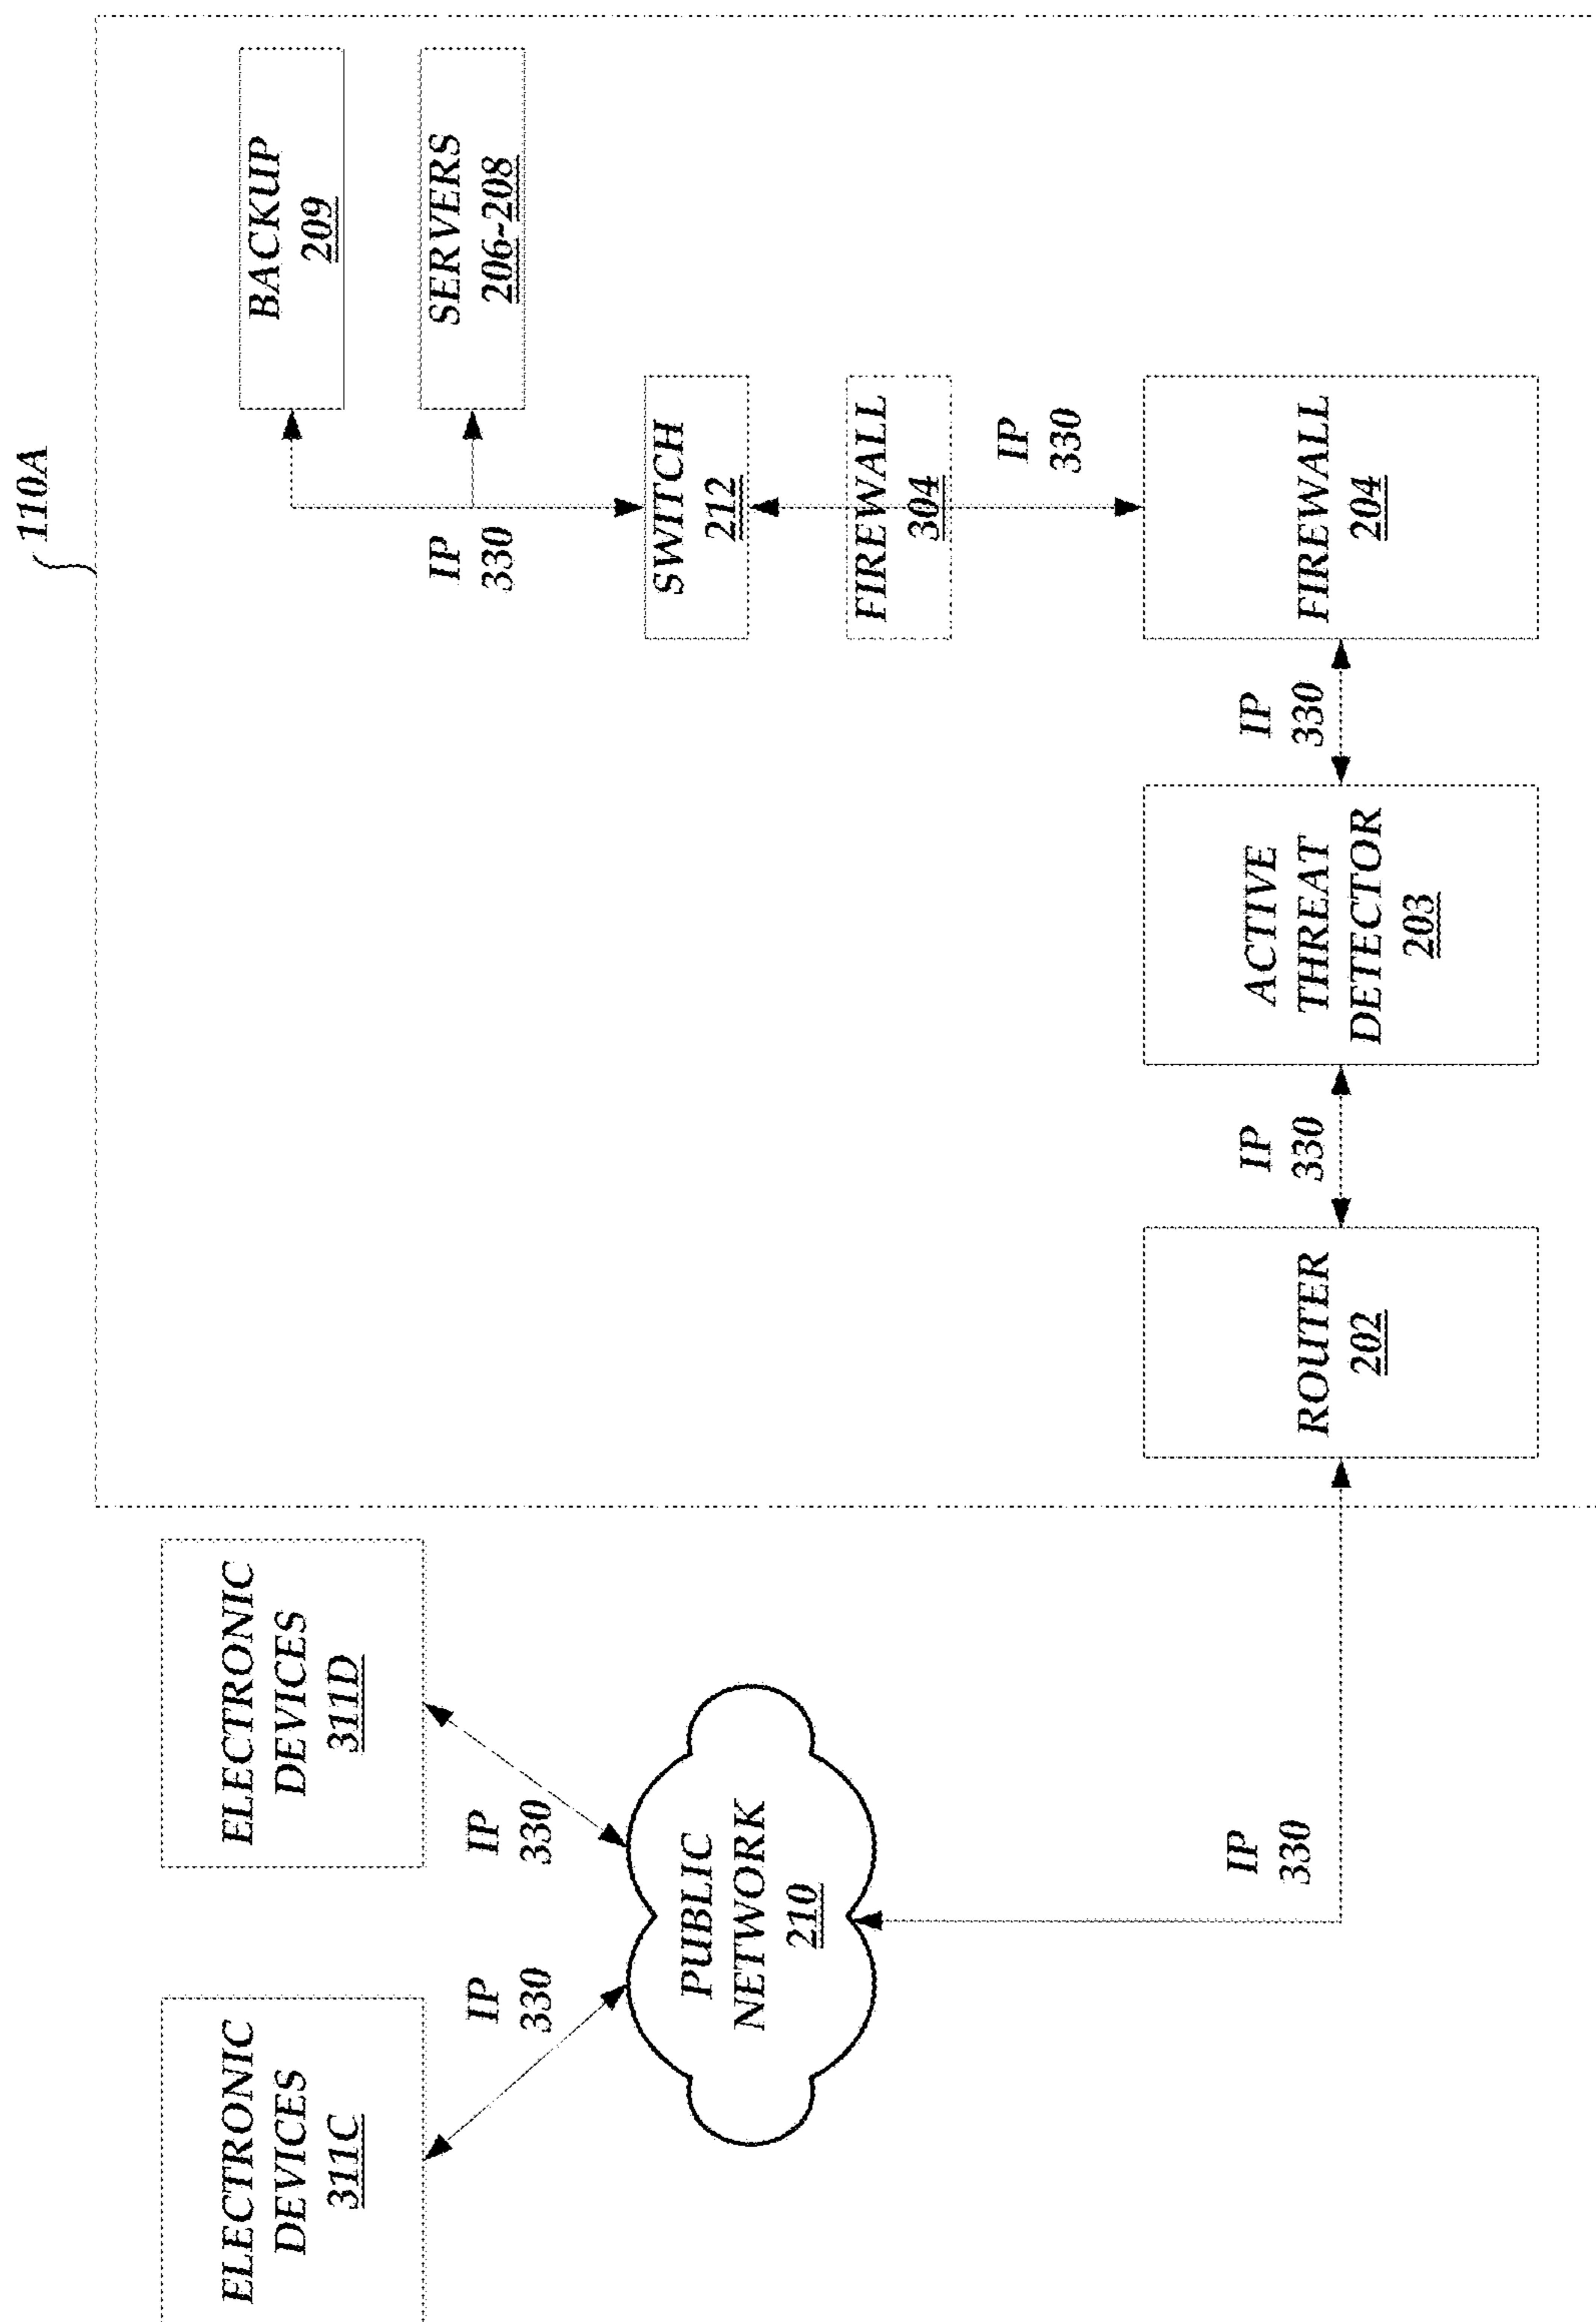 110A
ELECTRONIC
DEVICES
311C
ELECTRONIC
DEVICES
311D
BACKUP
209
SERVERS
206-208
IP
330
IP
330
IP
330
SWITCH
212
PUBLIC
NETWORK
210
FIREWALL
304
IP
330
IP
330
ROUTER
202
IP
330
ACTIVE
THREAT
DETECTOR
203
IP
330
FIREWALL
204